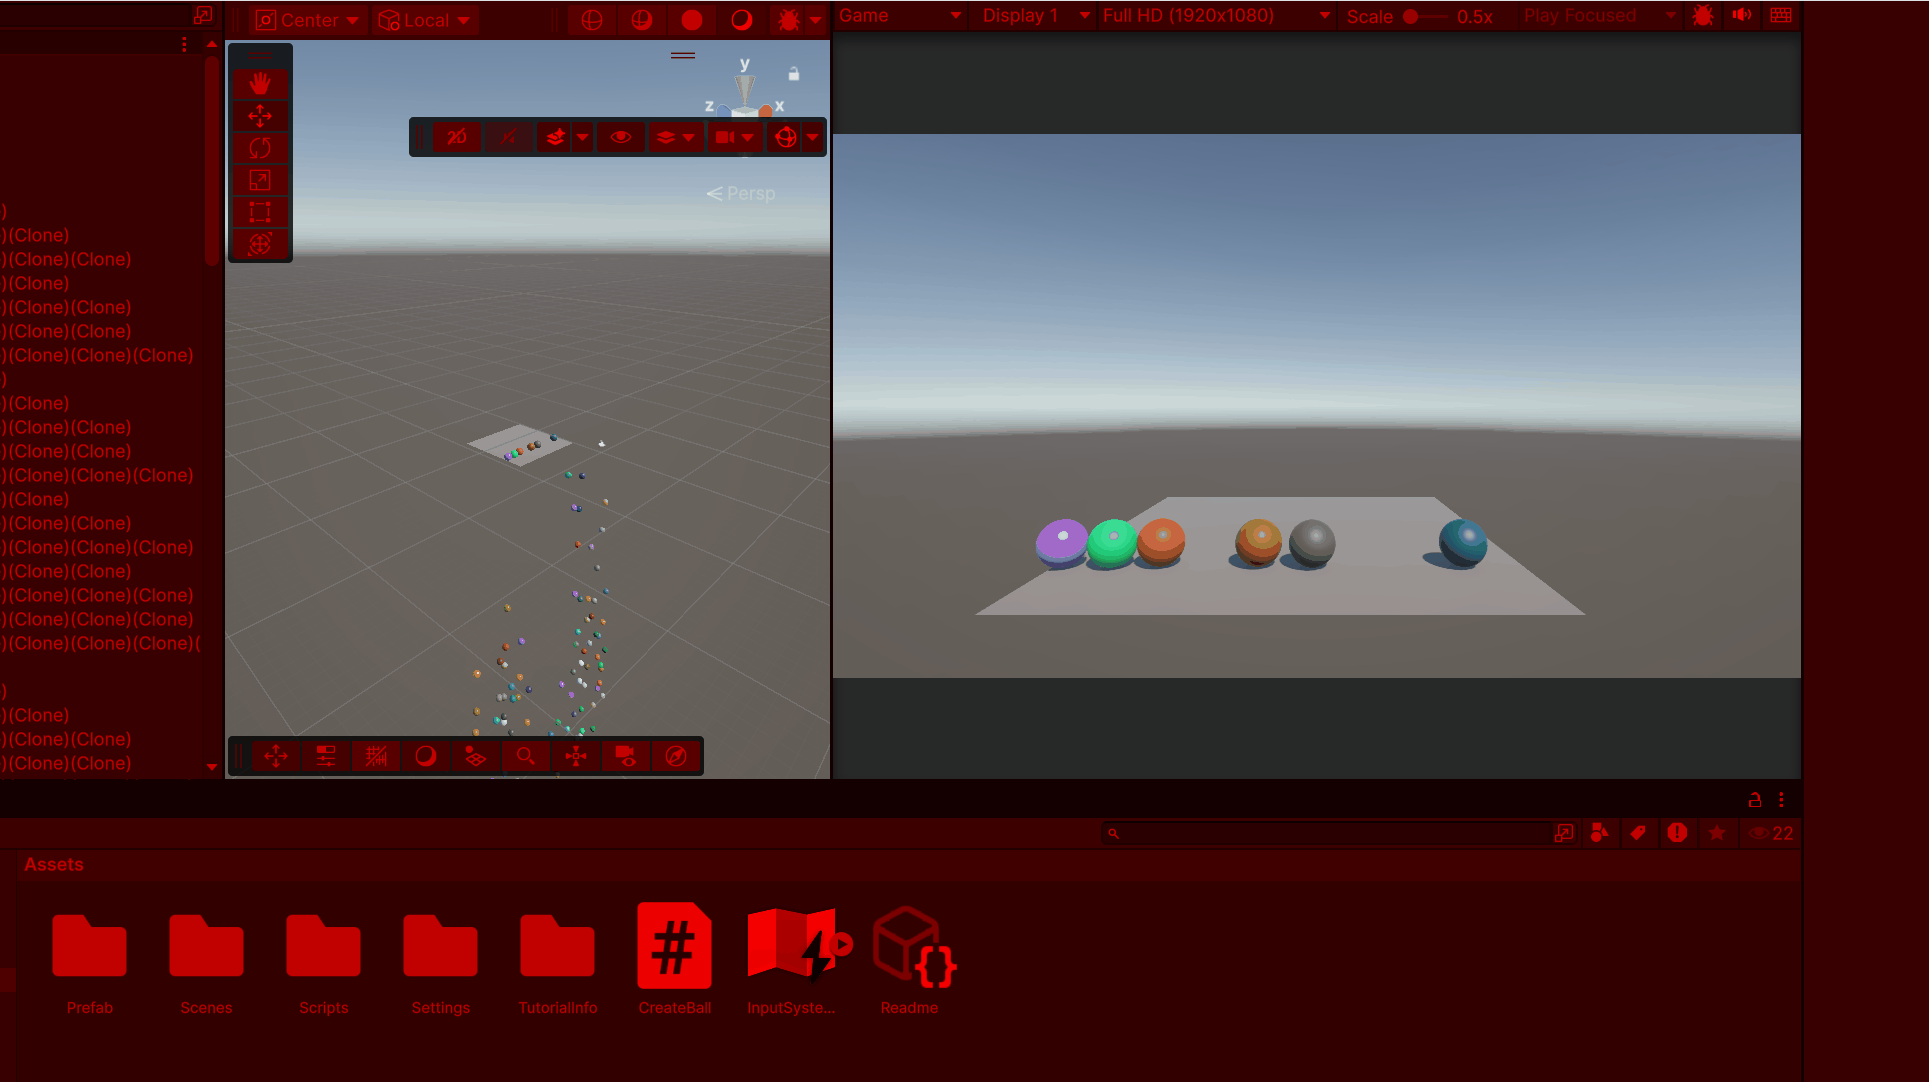 Center Local Game Display 1 Full HD (1920x1080) Scale 0.5x Play Focused
y
z x
2D
Persp
)
)(Clone)
)(Clone)(Clone)
)(Clone)
)(Clone)(Clone)
)(Clone)(Clone)
)(Clone)(Clone)(Clone)
)
)(Clone)
)(Clone)(Clone)
)(Clone)(Clone)
)(Clone)(Clone)(Clone)
)(Clone)
)(Clone)(Clone)
)(Clone)(Clone)(Clone)
)(Clone)(Clone)
)(Clone)(Clone)(Clone)
)(Clone)(Clone)(Clone)
)(Clone)(Clone)(Clone)(
)
)(Clone)
)(Clone)(Clone)
)(Clone)(Clone)
22
Assets
#
{}
Prefab Scenes Scripts Settings TutorialInfo CreateBall InputSyste... Readme